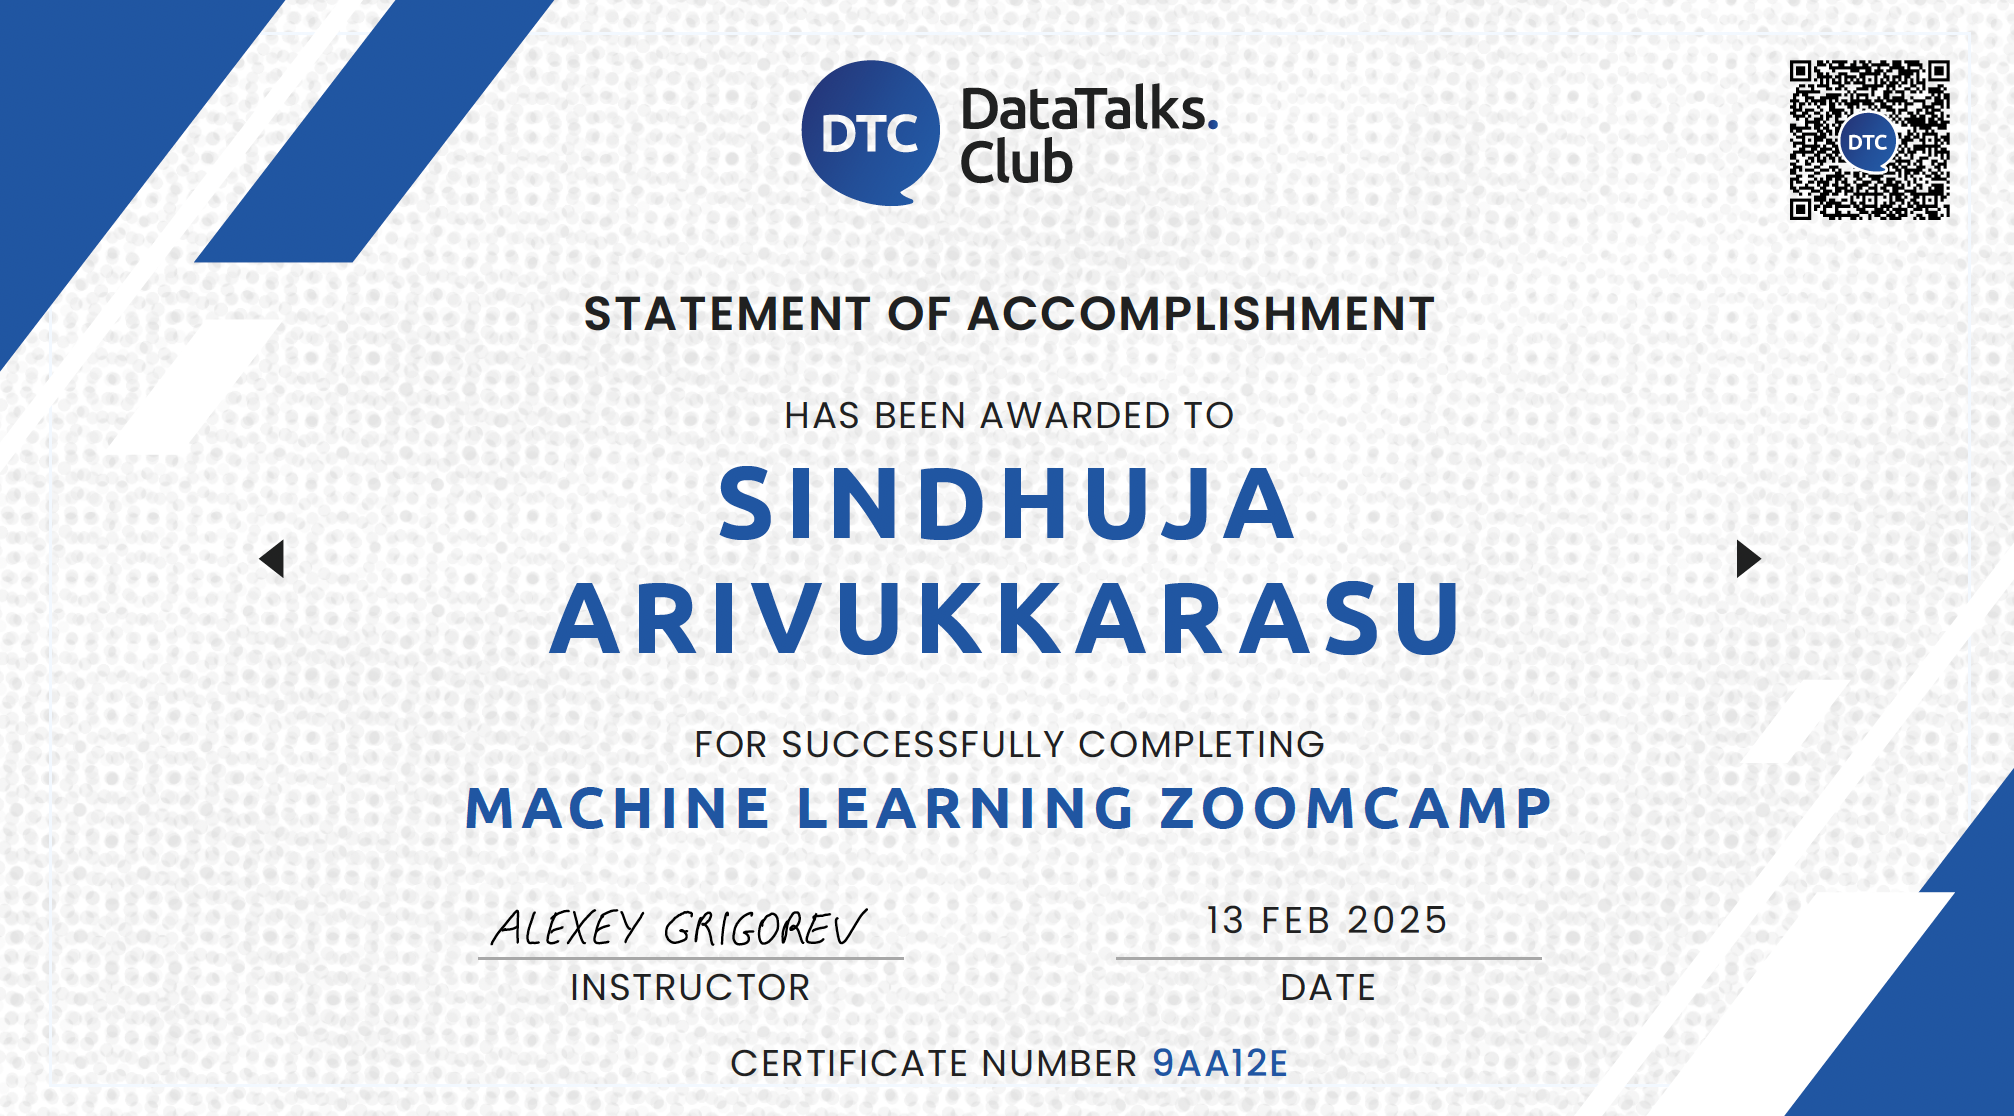 DTC
DataTalks.
Club
DTC
STATEMENT OF ACCOMPLISHMENT
HAS BEEN AWARDED TO
SINDHUJA
ARIVUKKARASU
FOR SUCCESSFULLY COMPLETING
MACHINE LEARNING ZOOMCAMP
ALEXEY GRIGOREV
INSTRUCTOR
13 FEB 2025
DATE
CERTIFICATE NUMBER 9AA12E